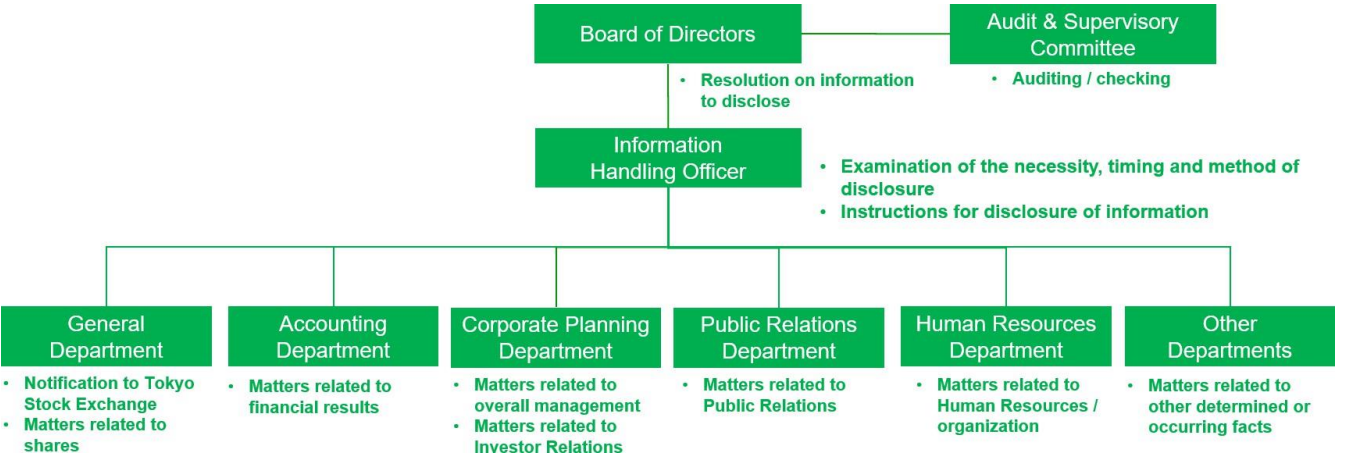 Board of Directors
Audit & Supervisory
Committee
• Resolution on information
to disclose
• Auditing / checking
Information
Handling Officer
• Examination of the necessity, timing and method of
disclosure
• Instructions for disclosure of information
General
Department
• Notification to Tokyo
Stock Exchange
• Matters related to
shares
Accounting
Department
• Matters related to
financial results
Corporate Planning
Department
• Matters related to
overall management
• Matters related to
Investor Relations
Public Relations
Department
• Matters related to
Public Relations
Human Resources
Department
• Matters related to
Human Resources /
organization
Other
Departments
• Matters related to
other determined or
occurring facts